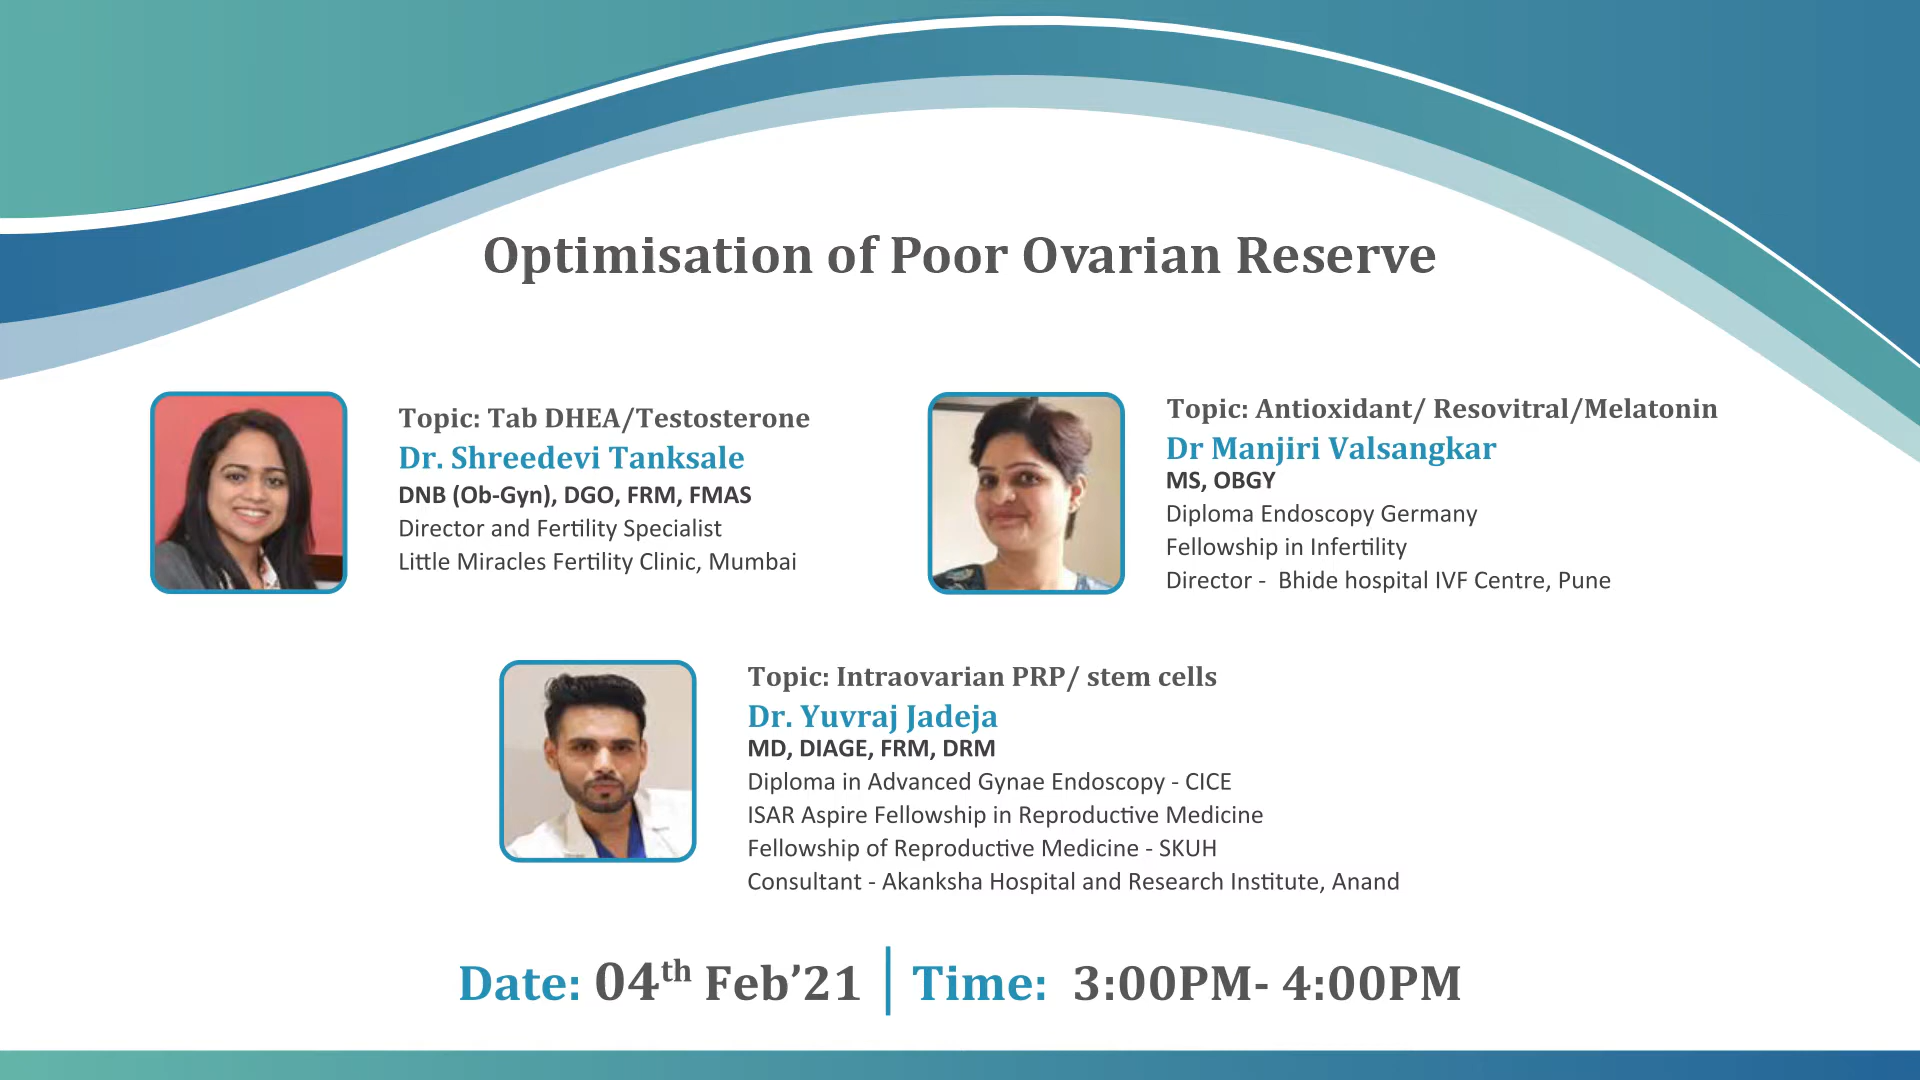 Optimisation of Poor Ovarian Reserve
Topic: Tab DHEA/Testosterone
Dr. Shreedevi Tanksale
DNB (Ob-Gyn), DGO, FRM, FMAS
Director and Fertility Specialist
Little Miracles Fertility Clinic, Mumbai
Topic: Antioxidant/ Resovitral/Melatonin
Dr Manjiri Valsangkar
MS, OBGY
Diploma Endoscopy Germany
Fellowship in Infertility
Director -  Bhide hospital IVF Centre, Pune
Topic: Intraovarian PRP/ stem cells
Dr. Yuvraj Jadeja
MD, DIAGE, FRM, DRM
Diploma in Advanced Gynae Endoscopy - CICE
ISAR Aspire Fellowship in Reproductive Medicine
Fellowship of Reproductive Medicine - SKUH
Consultant - Akanksha Hospital and Research Institute, Anand
Date: 04th Feb’21 | Time:  3:00PM- 4:00PM